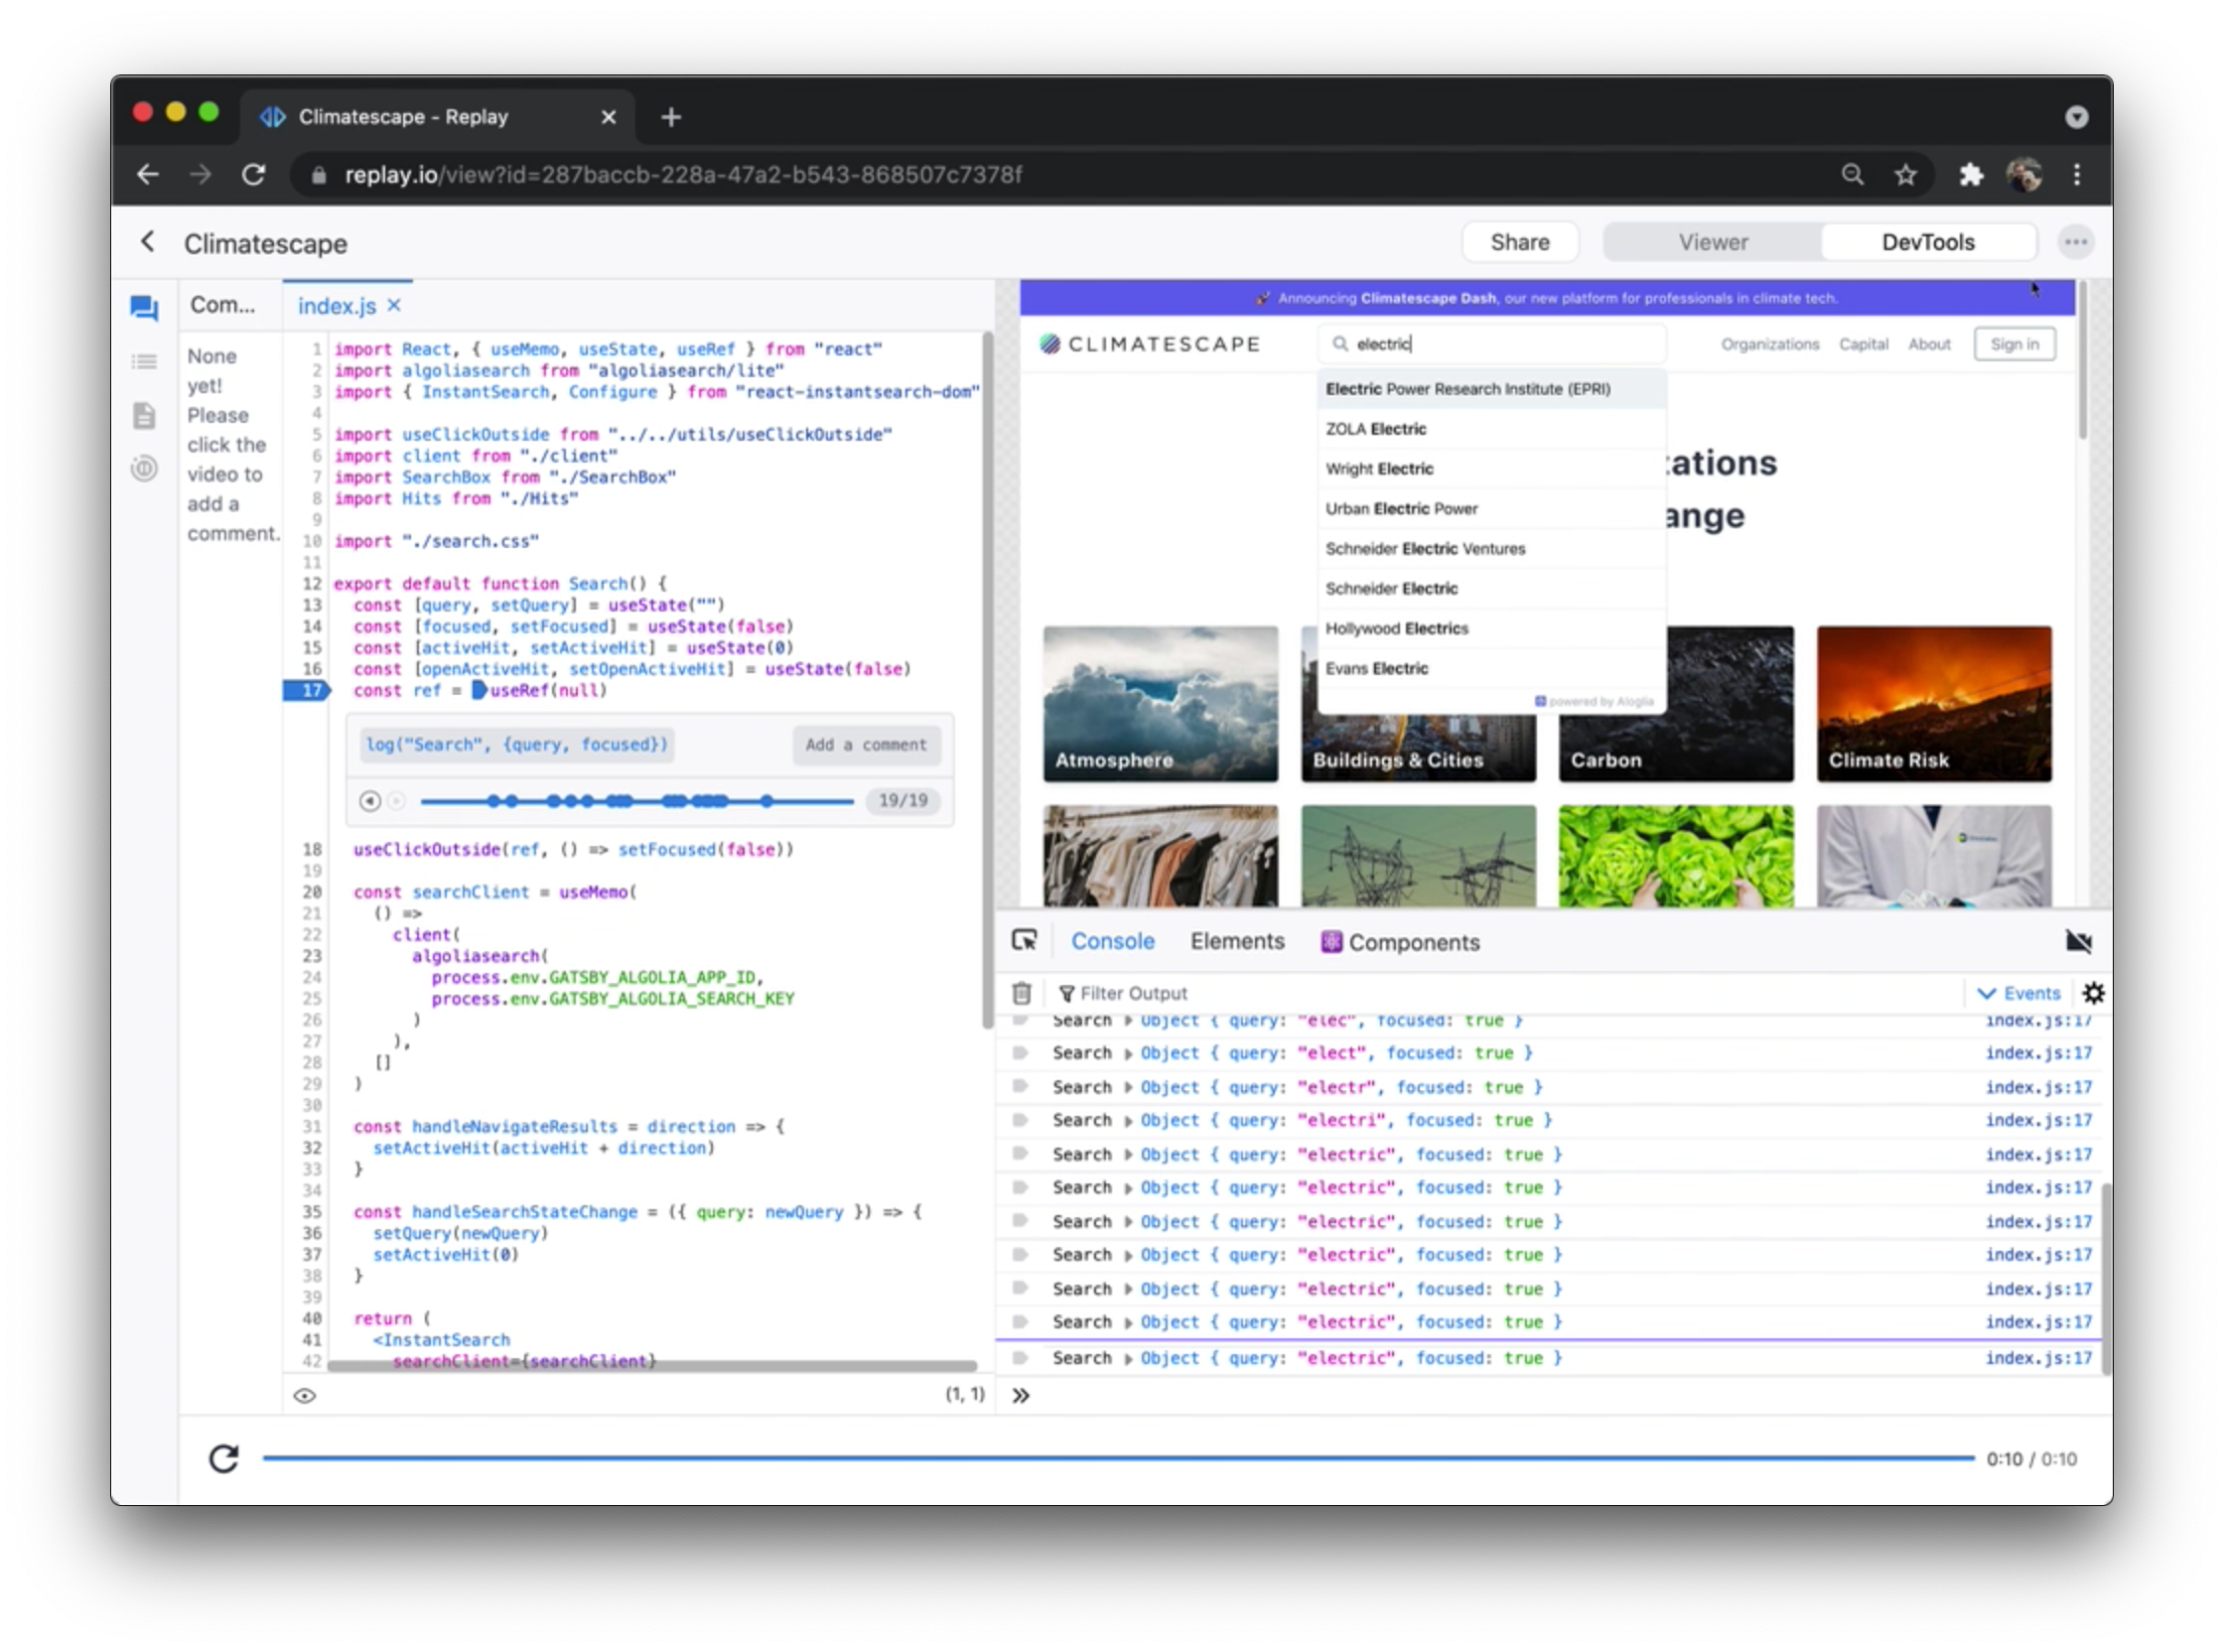 Climatescape - Replay
replay.io/view?id=287baccb-228a-47a2-b543-868507c7378f
Climatescape
Share
Viewer
DevTools
Com...
None
yet!
Please
click the
video to
add a
comment.
index.js
1 import React, { useMemo, useState, useRef } from "react"
2 import algoliasearch from "algoliasearch/lite"
3 import { InstantSearch, Configure } from "react-instantsearch-dom"
4
5 import useClickOutside from "../../utils/useClickOutside"
6 import client from "./client"
7 import SearchBox from "./SearchBox"
8 import Hits from "./Hits"
9
10 import "./search.css"
11
12 export default function Search() {
13 const [query, setQuery] = useState("")
14 const [focused, setFocused] = useState(false)
15 const [activeHit, setActiveHit] = useState(0)
16 const [openActiveHit, setOpenActiveHit] = useState(false)
17 const ref = useRef(null)
log("Search", {query, focused})
Add a comment
19/19
18 useClickOutside(ref, () => setFocused(false))
19
20 const searchClient = useMemo(
21 () =>
22 client(
23 algoliasearch(
24 process.env.GATSBY_ALGOLIA_APP_ID,
25 process.env.GATSBY_ALGOLIA_SEARCH_KEY
26 )
27 ),
28 []
29 )
30
31 const handleNavigateResults = direction => {
32 setActiveHit(activeHit + direction)
33 }
34
35 const handleSearchStateChange = ({ query: newQuery }) => {
36 setQuery(newQuery)
37 setActiveHit(0)
38 }
39
40 return (
41 <InstantSearch
42 searchClient={searchClient}
(1, 1)
🚀 Announcing Climatescape Dash, our new platform for professionals in climate tech.
CLIMATESCAPE
electric
Organizations
Capital
About
Sign in
Electric Power Research Institute (EPRI)
ZOLA Electric
Wright Electric
Urban Electric Power
Schneider Electric Ventures
Schneider Electric
Hollywood Electrics
Evans Electric
powered by Aloglia
ations
ange
Atmosphere
Buildings & Cities
Carbon
Climate Risk
Console
Elements
Components
Filter Output
Events
Search Object { query: "elec", focused: true } index.js:17
Search Object { query: "elect", focused: true } index.js:17
Search Object { query: "electr", focused: true } index.js:17
Search Object { query: "electri", focused: true } index.js:17
Search Object { query: "electric", focused: true } index.js:17
Search Object { query: "electric", focused: true } index.js:17
Search Object { query: "electric", focused: true } index.js:17
Search Object { query: "electric", focused: true } index.js:17
Search Object { query: "electric", focused: true } index.js:17
Search Object { query: "electric", focused: true } index.js:17
Search Object { query: "electric", focused: true } index.js:17
0:10 / 0:10